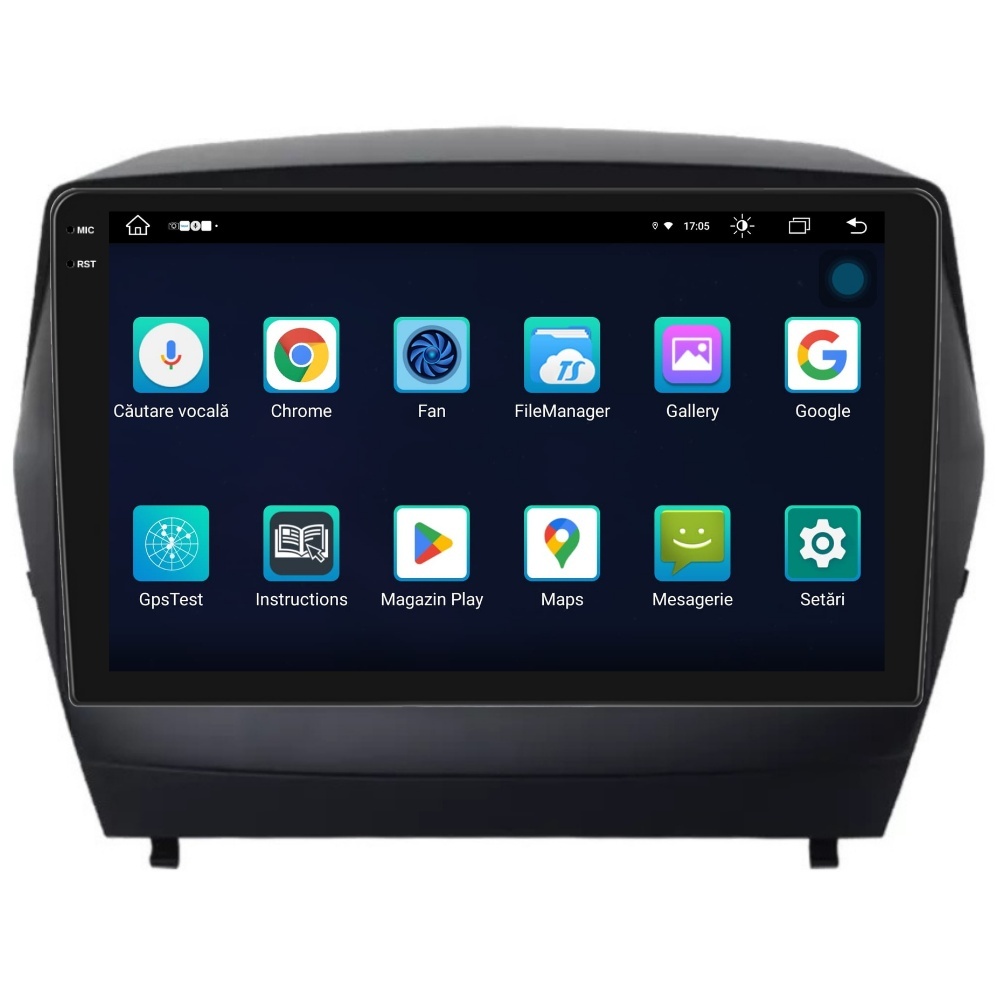 MIC
17:05
RST
Căutare vocală
Chrome
Fan
FileManager
Gallery
Google
TS
GpsTest
Instructions
Magazin Play
Maps
Mesagerie
Setări